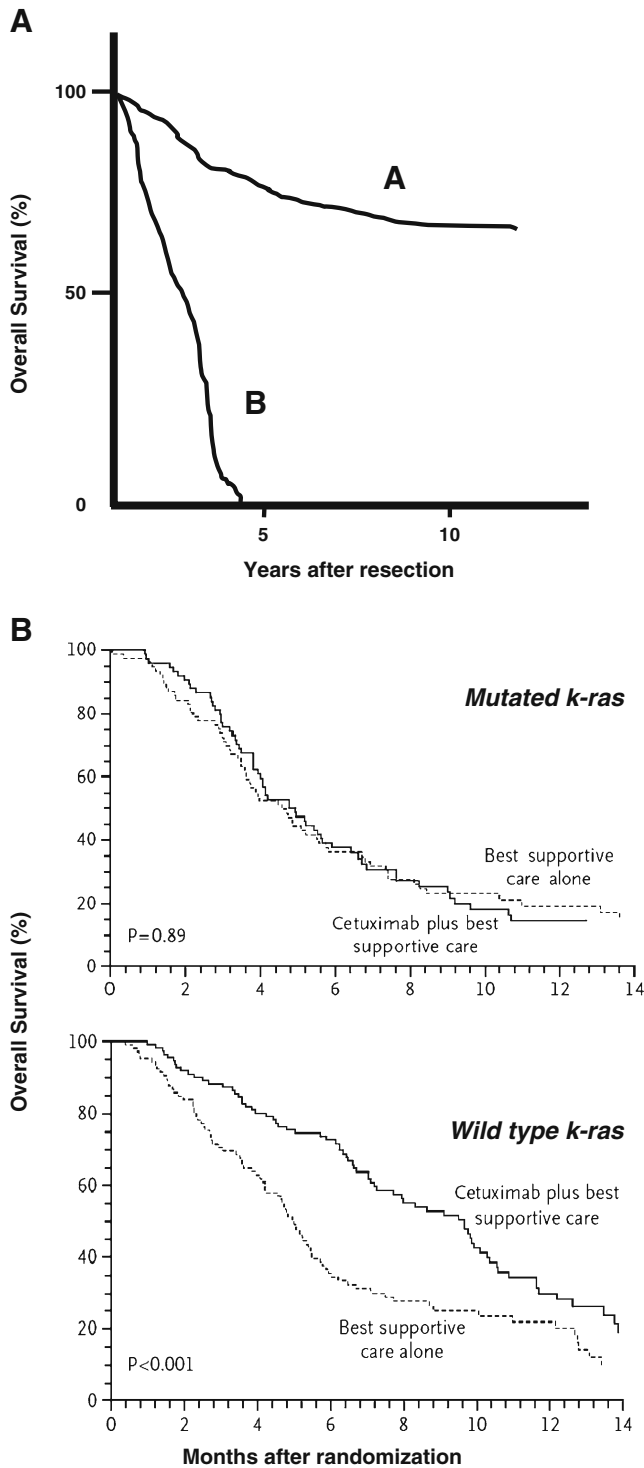 A
100
50
0
Overall Survival (%)
A
B
5
10
Years after resection
B
100
80
60
40
20
0
Mutated k-ras
Best supportive
care alone
Cetuximab plus best
supportive care
P=0.89
0 2 4 6 8 10 12 14
Overall Survival (%)
100
80
60
40
20
0
Wild type k-ras
Cetuximab plus best
supportive care
Best supportive
care alone
P<0.001
0 2 4 6 8 10 12 14
Months after randomization